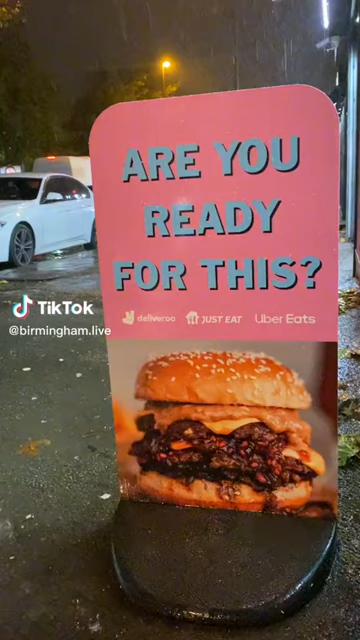 ARE YOU
READY
FOR THIS?
deliveroo JUST EAT Uber Eats
TikTok
@birmingham.live